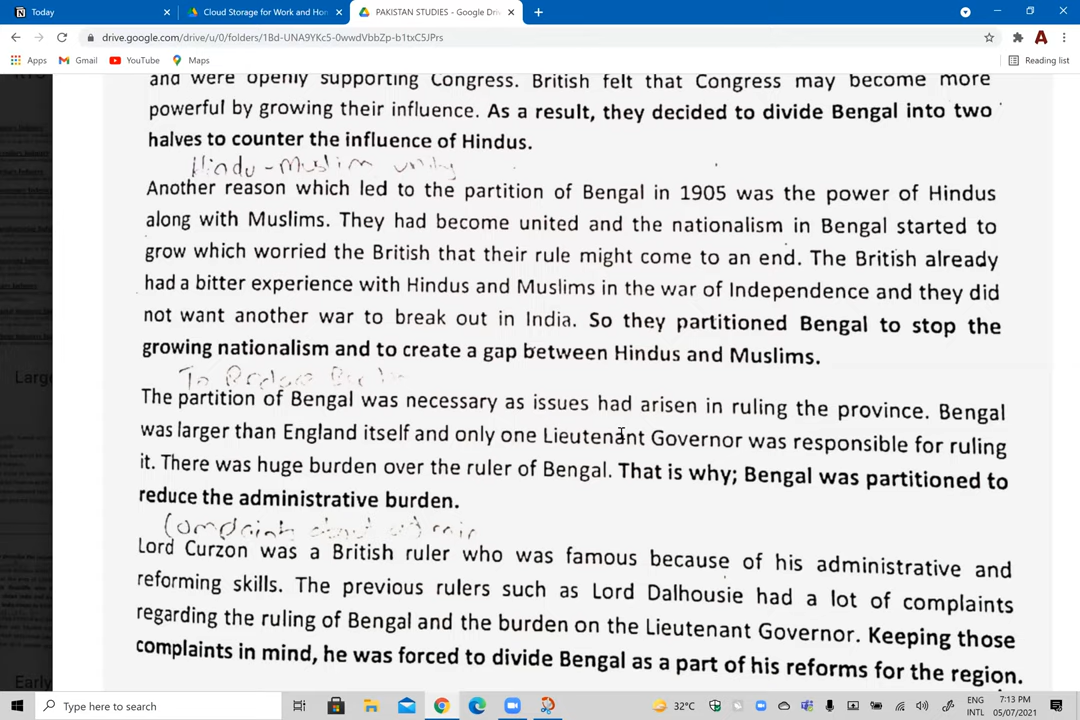 Today
Cloud Storage for Work and Hom
PAKISTAN STUDIES - Google Driv
drive.google.com/drive/u/0/folders/1Bd-UNA9YKc5-0wwdVbbZp-b1txC5JPrs
Apps Gmail YouTube Maps Reading list
and were openly supporting Congress. British felt that Congress may become more
powerful by growing their influence. As a result, they decided to divide Bengal into two
halves to counter the influence of Hindus.
Hindu-Muslim unity
Another reason which led to the partition of Bengal in 1905 was the power of Hindus
along with Muslims. They had become united and the nationalism in Bengal started to
grow which worried the British that their rule might come to an end. The British already
had a bitter experience with Hindus and Muslims in the war of Independence and they did
not want another war to break out in India. So they partitioned Bengal to stop the
growing nationalism and to create a gap between Hindus and Muslims.
Large
To Reduce
The partition of Bengal was necessary as issues had arisen in ruling the province. Bengal
was larger than England itself and only one Lieutenant Governor was responsible for ruling
it. There was huge burden over the ruler of Bengal. That is why; Bengal was partitioned to
reduce the administrative burden.
Complaints about
Lord Curzon was a British ruler who was famous because of his administrative and
reforming skills. The previous rulers such as Lord Dalhousie had a lot of complaints
regarding the ruling of Bengal and the burden on the Lieutenant Governor. Keeping those
complaints in mind, he was forced to divide Bengal as a part of his reforms for the region.
Early
Type here to search
32°C
ENG
INTL
7:13 PM
05/07/2021